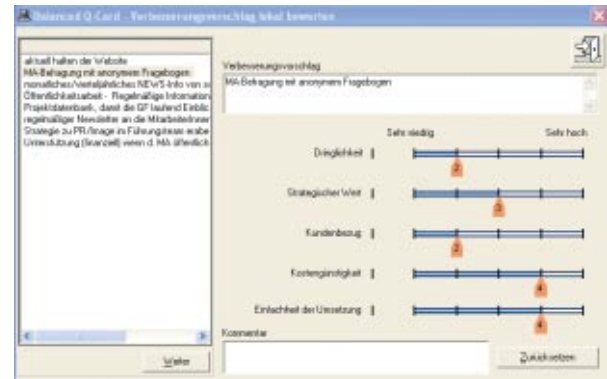 Balanced Q-Card - Verbesserungsvorschlag lokal bewerten
aktuell halten der Website
MA-Befragung mit anonymem Fragebogen
monatliches/vierteljährliches NEWS-Info von
Öffentlichkeitsarbeit - Regelmäßige Information
Projektdatenbank, damit die GF laufend Einblic
regelmäßiger Newsletter an die MitarbeiterInner
Strategie zu PR/Image im Führungsteam erabe
Unterstützung (finanziell) wenn d. MA öffentlich
Weiter
Verbesserungsvorschlag
MA-Befragung mit anonymem Fragebogen
Sehr niedrig Sehr hoch
Dringlichkeit
2
Strategischer Wert
3
Kundenbezug
2
Kostengünstigkeit
4
Einfachheit der Umsetzung
4
Kommentar
Zurücksetzen